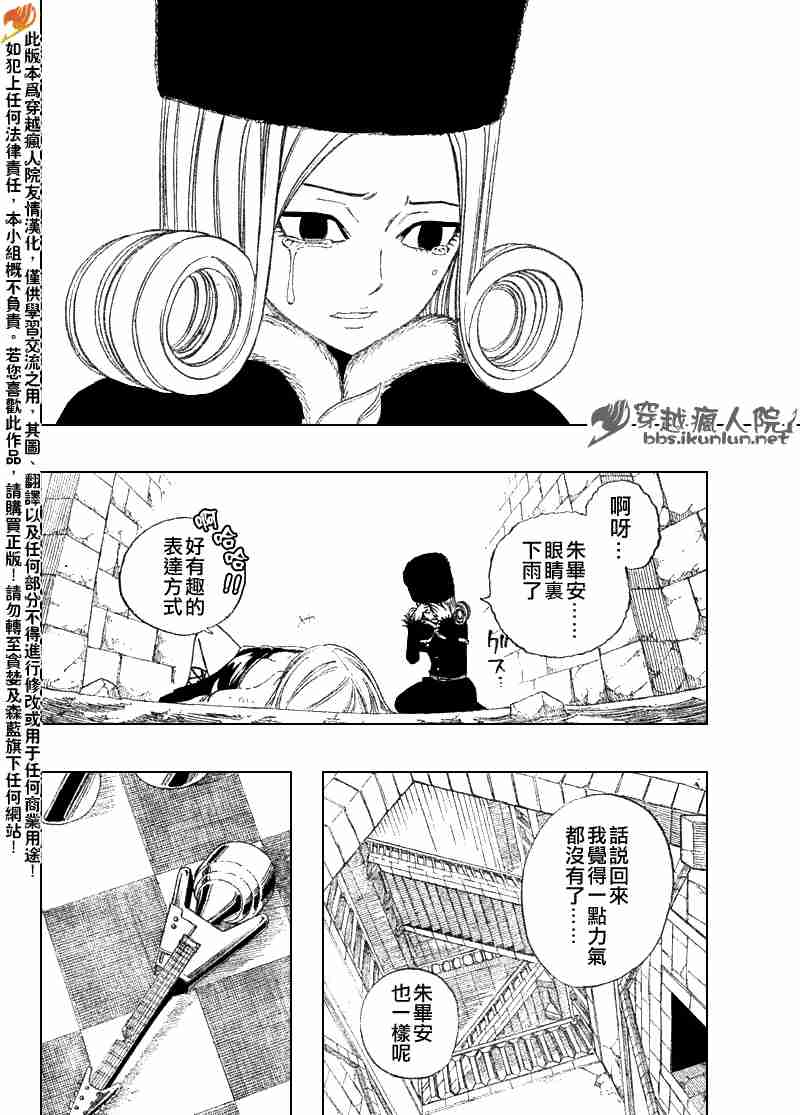 此版本爲穿越瘋人院友情漢化，僅供學習交流之用，其圖、翻譯以及任何部分不得進行修改或用于任何商業用途！
如犯上任何法律責任，本小組概不負責。若您喜歡此作品，請購買正版！請勿轉至貪婪及森藍旗下任何網站！
穿越瘋人院
bbs.ikunlun.net
啊呀…
朱畢安……
眼睛裏
下雨了
グス…
好有趣的
表達方式
話説回來
我覺得一點力氣
都沒有了……
朱畢安
也一樣呢